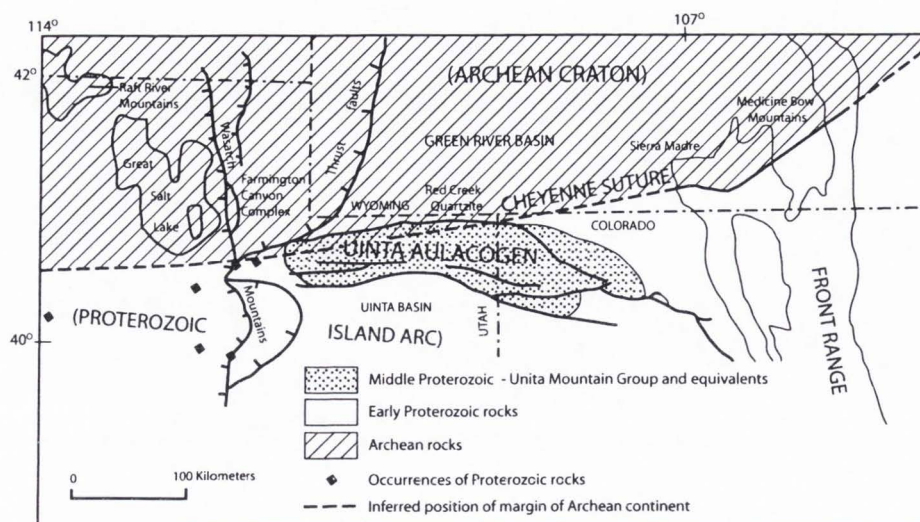 114°
107°
42°
(ARCHEAN CRATON)
Raft River
Mountains
Wasatch
faults
Thrust
Medicine Bow
Mountains
GREEN RIVER BASIN
Sierra Madre
Great
Salt
Lake
Farmington
Canyon
Complex
Red Creek
Quartzite
WYOMING
CHEYENNE SUTURE
COLORADO
UINTA AULACOGEN
FRONT RANGE
Mountains
UINTA BASIN
UTAH
(PROTEROZOIC
ISLAND ARC)
40°
Middle Proterozoic - Unita Mountain Group and equivalents
Early Proterozoic rocks
Archean rocks
Occurrences of Proterozoic rocks
Inferred position of margin of Archean continent
0
100 Kilometers